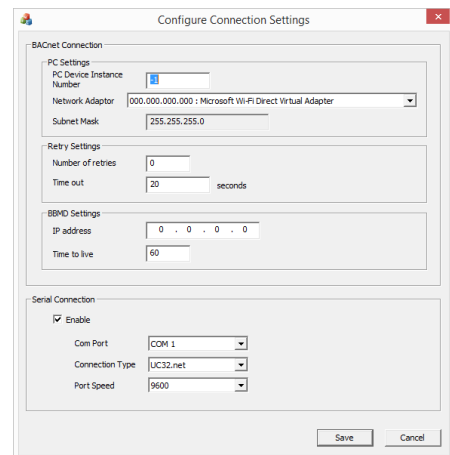 Configure Connection Settings
BACnet Connection
PC Settings
PC Device Instance
Number
-1
Network Adaptor 000.000.000.000 : Microsoft Wi-Fi Direct Virtual Adapter
Subnet Mask 255.255.255.0
Retry Settings
Number of retries 0
Time out 20 seconds
BBMD Settings
IP address 0 . 0 . 0 . 0
Time to live 60
Serial Connection
Enable
Com Port COM 1
Connection Type UC32.net
Port Speed 9600
Save Cancel